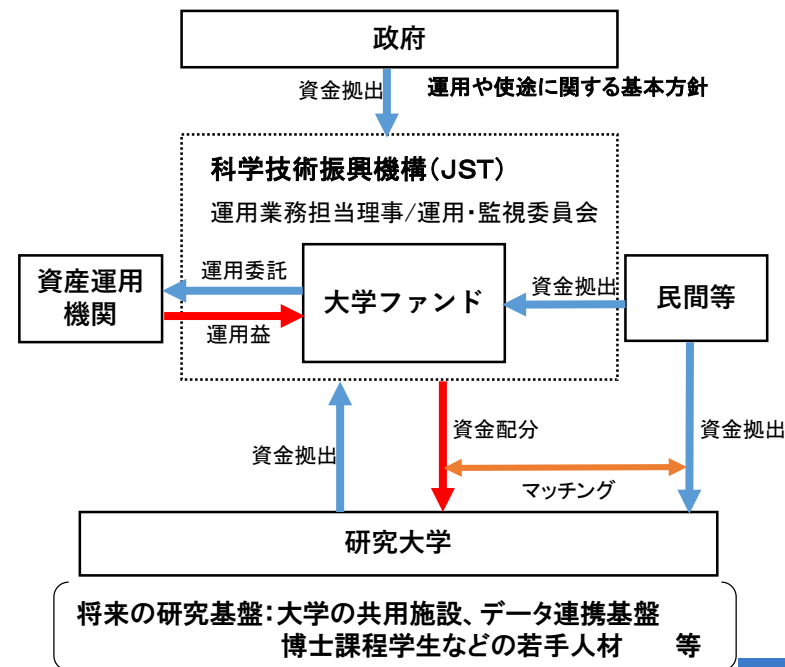 政府
資金拠出
運用や使途に関する基本方針
科学技術振興機構(JST)
運用業務担当理事/運用・監視委員会
資産運用
機関
運用委託
運用益
大学ファンド
資金拠出
民間等
資金拠出
資金配分
資金拠出
マッチング
研究大学
将来の研究基盤:大学の共用施設、データ連携基盤
博士課程学生などの若手人材 等